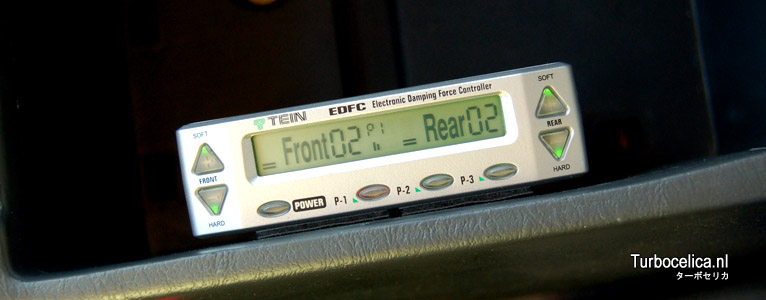 TEIN EDFC Electronic Damping Force Controller
SOFT
FRONT
HARD
= Front02 P1 = Rear02
SOFT
REAR
HARD
POWER P-1 P-2 P-3
Turbocelica.nl
ターボセリカ